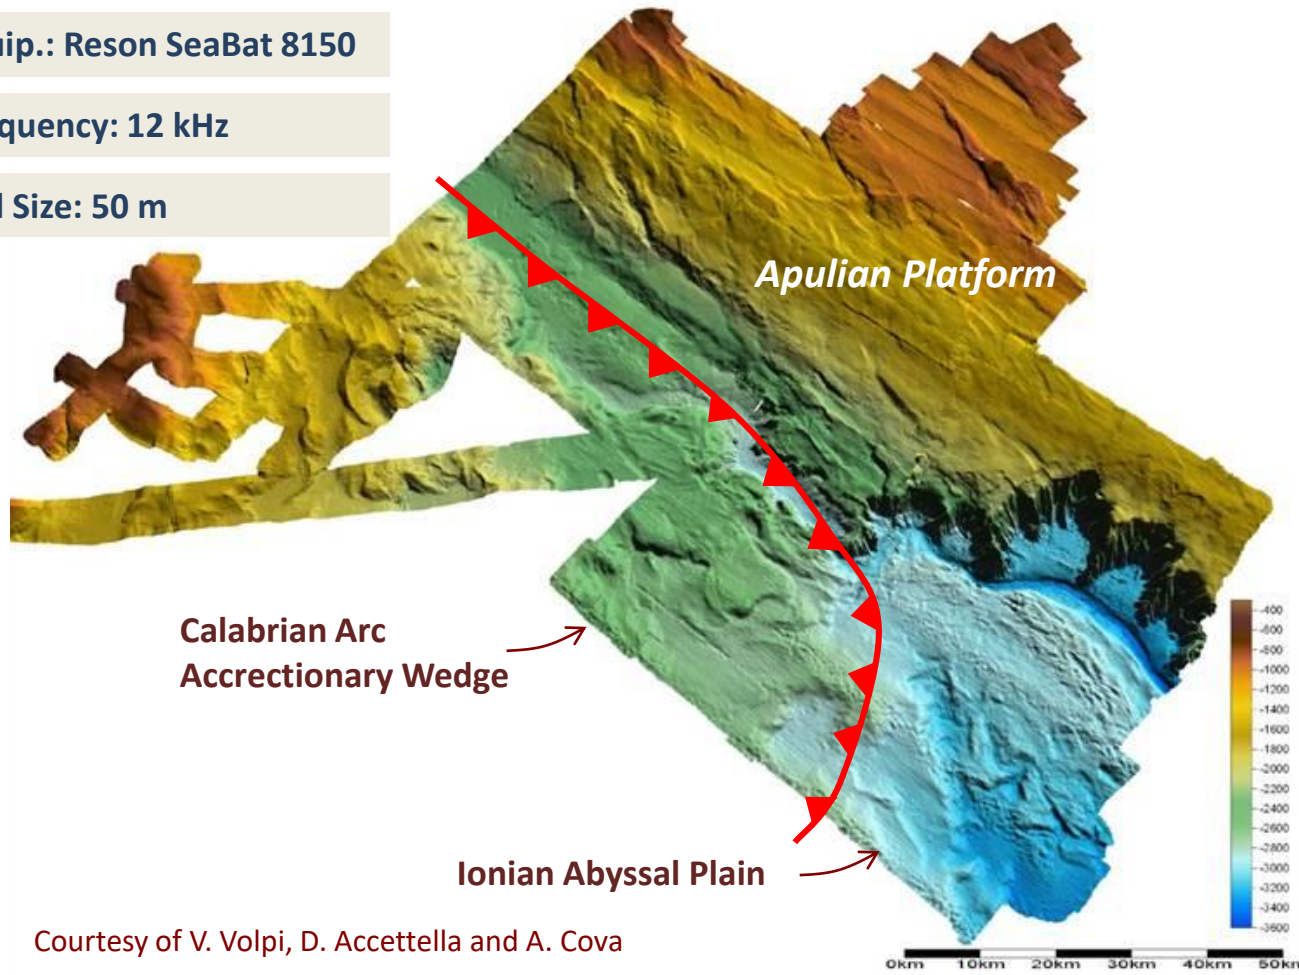 uip.: Reson SeaBat 8150
quency: 12 kHz
l Size: 50 m
Apulian Platform
Calabrian Arc
Accrectionary Wedge
Ionian Abyssal Plain
Courtesy of V. Volpi, D. Accettella and A. Cova
-400
-600
-800
-1000
-1200
-1400
-1600
-1800
-2000
-2200
-2400
-2600
-2800
-3000
-3200
-3400
-3600
0km 10km 20km 30km 40km 50km